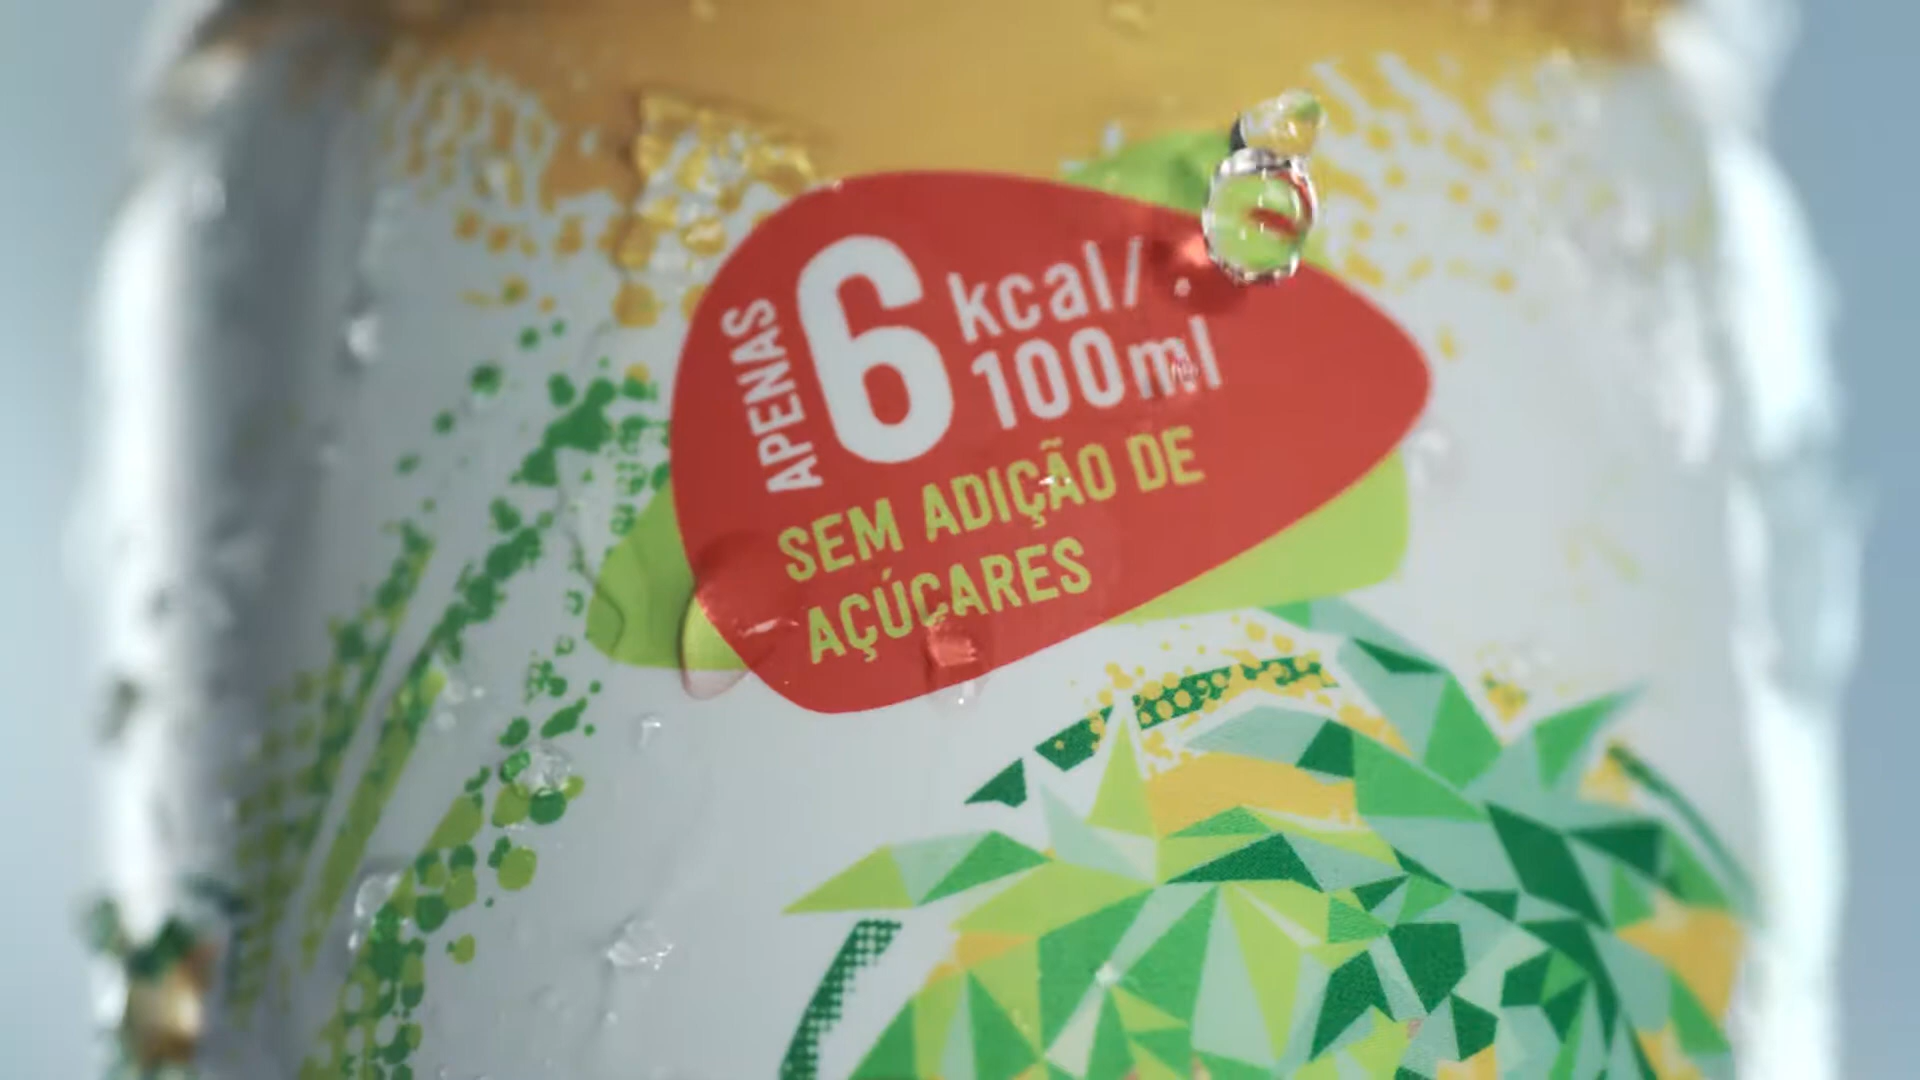 APENAS
6 kcal/
100ml
SEM ADIÇÃO DE
AÇÚCARES